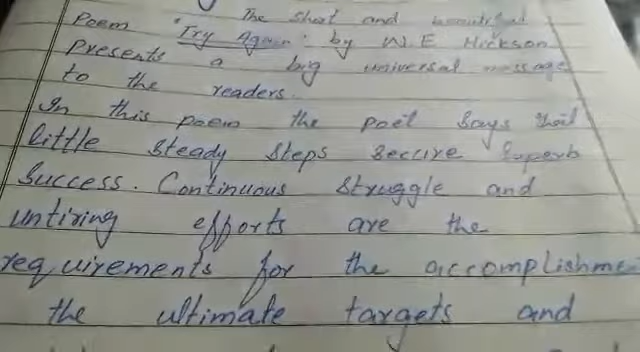 The short and beautiful
Poem "Try Again" by W.E Hickson
Presents a big universal message
to the readers.
In this poem the poet says that
little steady steps secure superb
Success. Continuous struggle and
untiring efforts are the
requirements for the accomplishme
the ultimate targets and